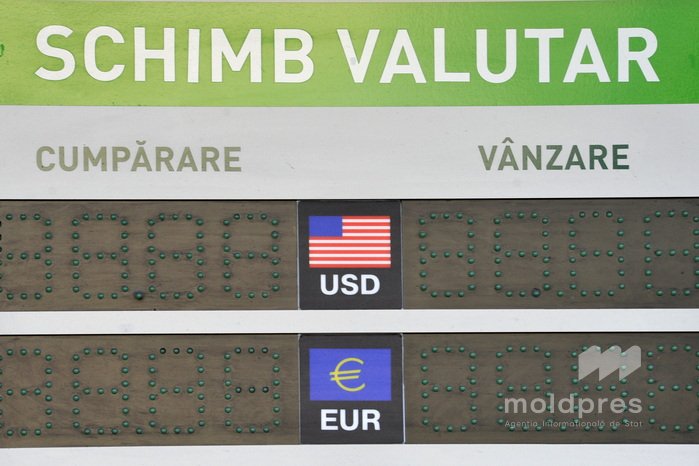 SCHIMB VALUTAR
CUMPĂRARE VÂNZARE
USD
EUR
moldpres
Agenția Informațională de Stat